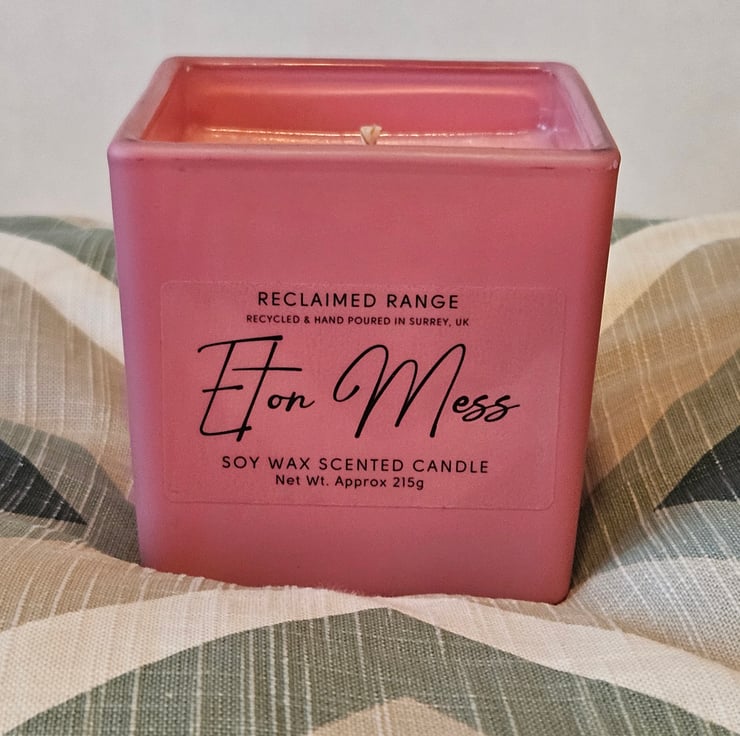 RECLAIMED RANGE
RECYCLED & HAND POURED IN SURREY, UK
Eton Mess
SOY WAX SCENTED CANDLE
Net Wt. Approx 215g